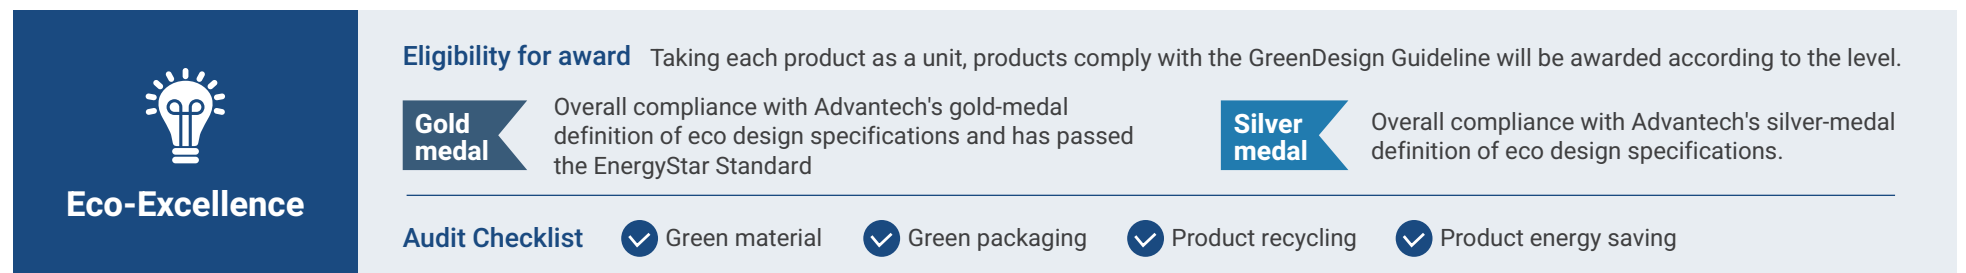 Eco-Excellence
Eligibility for award Taking each product as a unit, products comply with the GreenDesign Guideline will be awarded according to the level.
Gold
medal
Overall compliance with Advantech's gold-medal
definition of eco design specifications and has passed
the EnergyStar Standard
Silver
medal
Overall compliance with Advantech's silver-medal
definition of eco design specifications.
Audit Checklist Green material Green packaging Product recycling Product energy saving